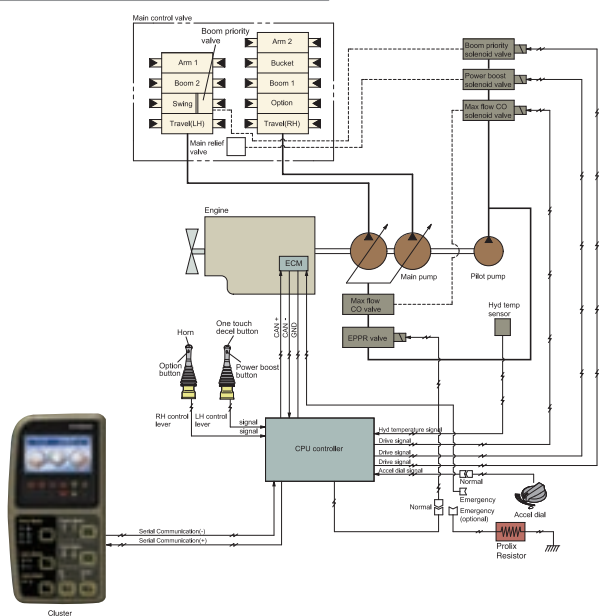 Main control valve
Boom priority
valve
Arm 1
Boom 2
Swing
Travel(LH)
Arm 2
Bucket
Boom 1
Option
Travel(RH)
Main relief
valve
Boom priority
solenoid valve
Power boost
solenoid valve
Max flow CO
solenoid valve
Engine
ECM
Main pump
Pilot pump
Max flow
CO valve
EPPR valve
Hyd temp
sensor
CAN +
CAN -
GND
Horn
One touch
decel button
Option
button
Power boost
button
RH control
lever
LH control
lever
signal
signal
CPU controller
Hyd temperature signal
Drive signal
Drive signal
Drive signal
Accel dial signal
Normal
Emergency
Normal
Emergency
(optional)
Accel dial
Prolix
Resistor
Serial Communication(-)
Serial Communication(+)
Cluster